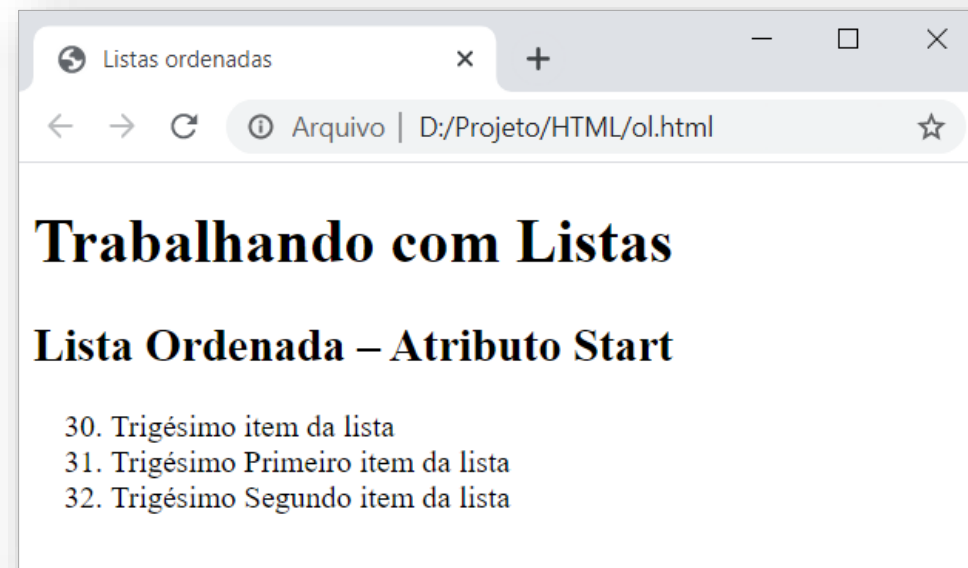 Listas ordenadas
Arquivo | D:/Projeto/HTML/ol.html
Trabalhando com Listas
Lista Ordenada – Atributo Start
30. Trigésimo item da lista
31. Trigésimo Primeiro item da lista
32. Trigésimo Segundo item da lista